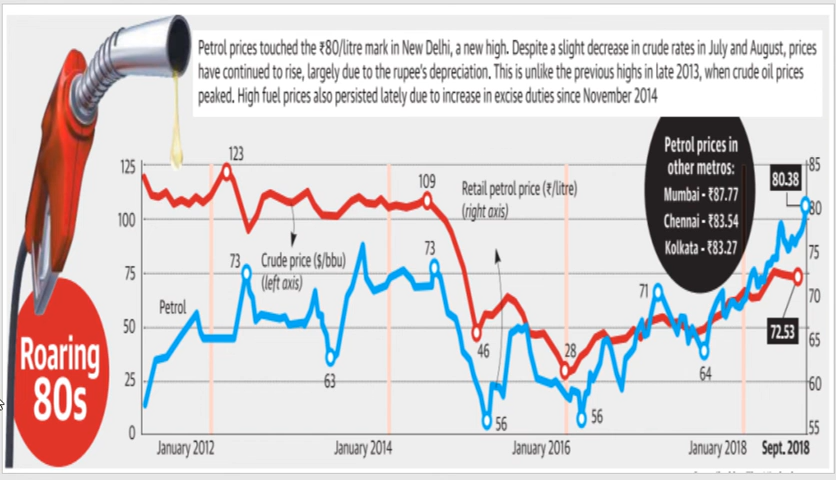 Petrol prices touched the ₹80/litre mark in New Delhi, a new high. Despite a slight decrease in crude rates in July and August, prices
have continued to rise, largely due to the rupee's depreciation. This is unlike the previous highs in late 2013, when crude oil prices
peaked. High fuel prices also persisted lately due to increase in excise duties since November 2014
Petrol prices in
other metros:
Mumbai - ₹87.77
Chennai - ₹83.54
Kolkata - ₹83.27
125
100
75
50
25
0
123
109
Retail petrol price (₹/litre)
(right axis)
73
Crude price ($/bbu)
(left axis)
73
Petrol
63
46
56
28
56
71
64
80.38
72.53
85
80
75
70
65
60
55
Roaring
80s
January 2012
January 2014
January 2016
January 2018
Sept. 2018